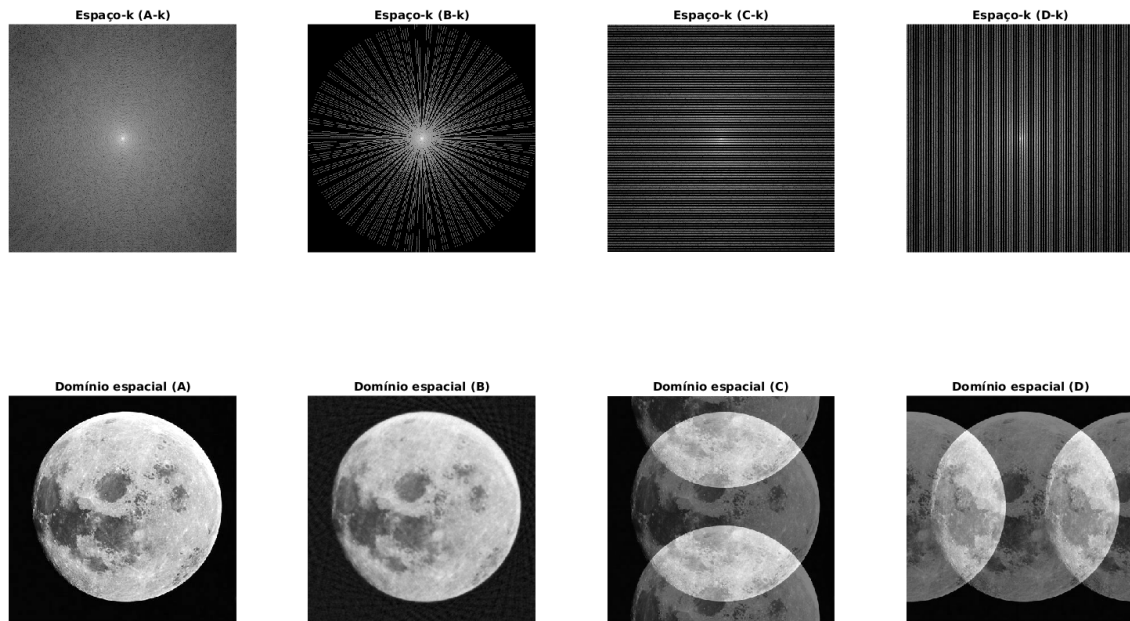 Espaço-k (A-k)
Espaço-k (B-k)
Espaço-k (C-k)
Espaço-k (D-k)
Domínio espacial (A)
Domínio espacial (B)
Domínio espacial (C)
Domínio espacial (D)